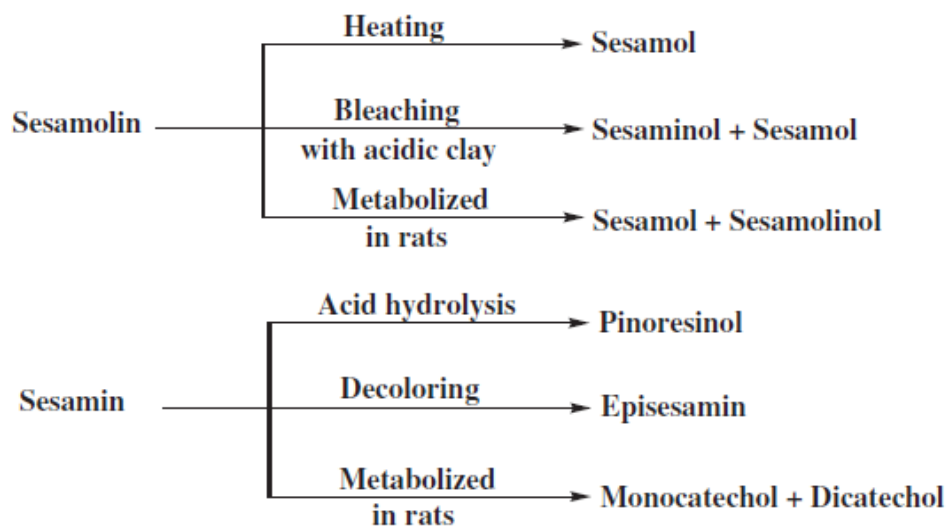 Heating
Sesamol
Sesamolin
Bleaching
with acidic clay
Sesaminol + Sesamol
Metabolized
in rats
Sesamol + Sesamolinol
Acid hydrolysis
Pinoresinol
Sesamin
Decoloring
Episesamin
Metabolized
in rats
Monocatechol + Dicatechol